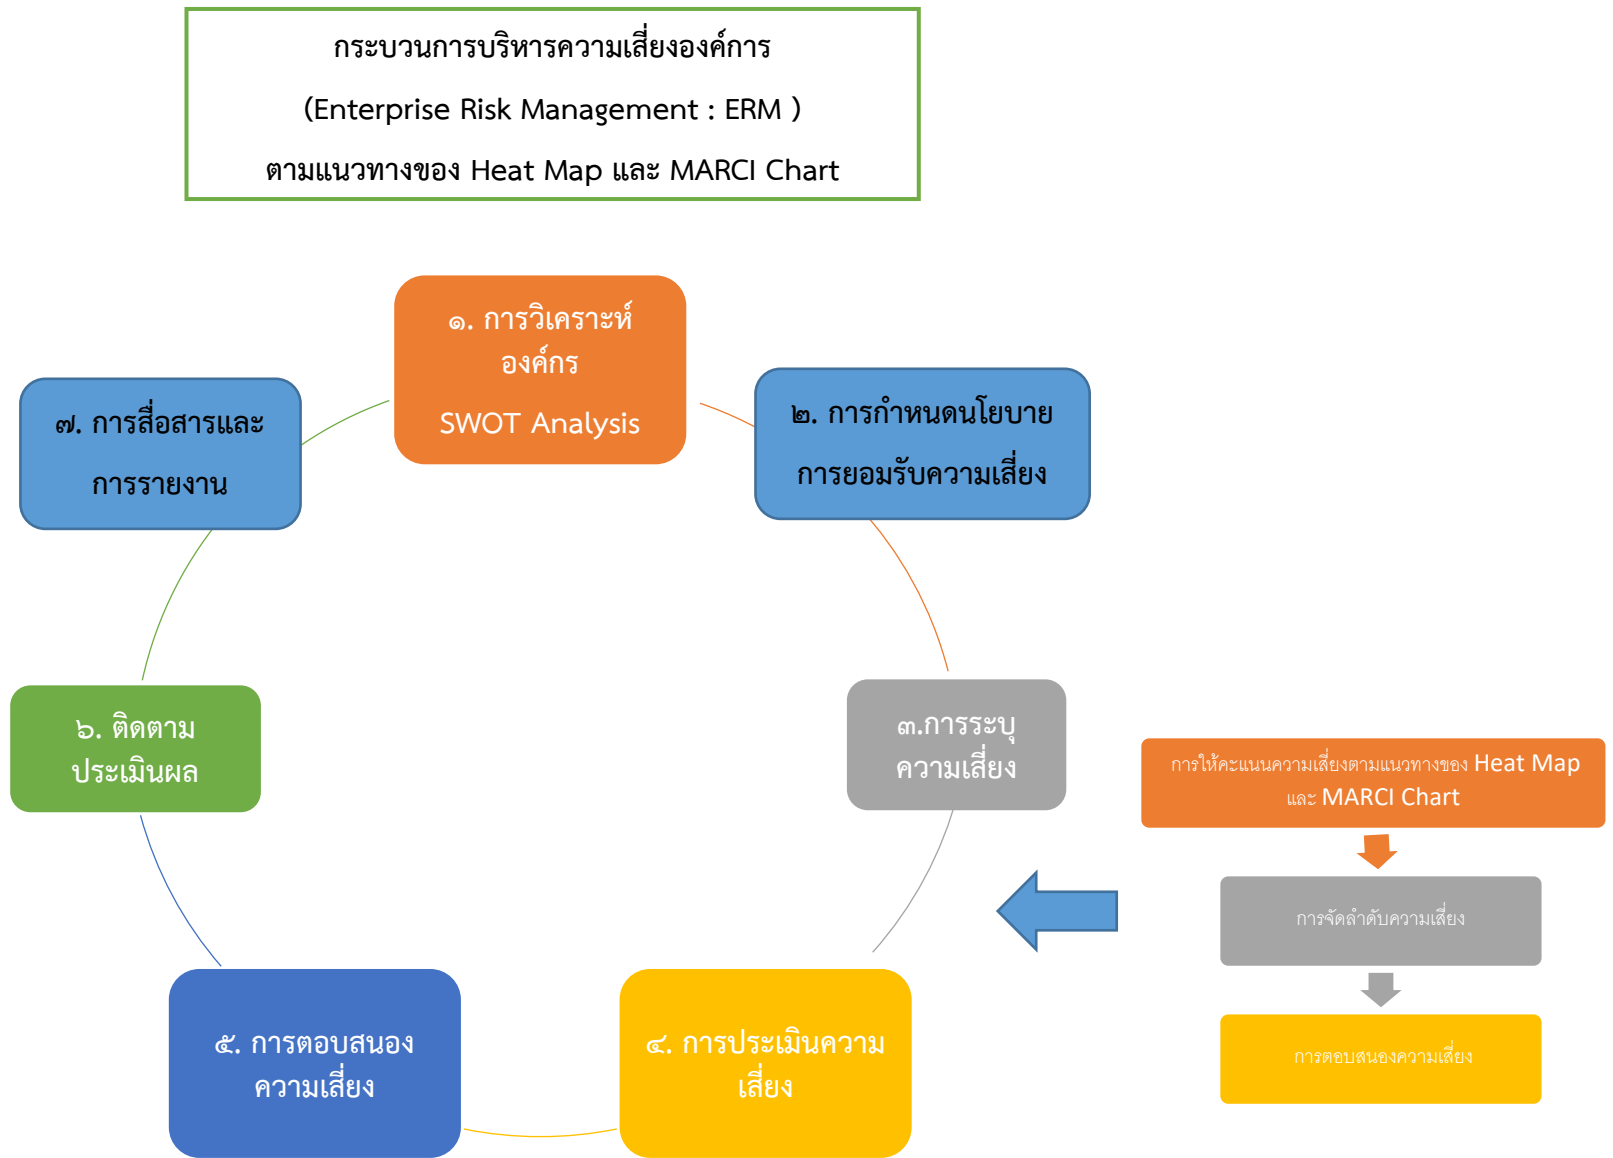 กระบวนการบริหารความเสี่ยงองค์การ
(Enterprise Risk Management : ERM )
ตามแนวทางของ Heat Map และ MARCI Chart
๑. การวิเคราะห์
องค์กร
SWOT Analysis
๒. การกำหนดนโยบาย
การยอมรับความเสี่ยง
๓.การระบุ
ความเสี่ยง
๔. การประเมินความ
เสี่ยง
๕. การตอบสนอง
ความเสี่ยง
๖. ติดตาม
ประเมินผล
๗. การสื่อสารและ
การรายงาน
การให้คะแนนความเสี่ยงตามแนวทางของ Heat Map
และ MARCI Chart
การจัดลำดับความเสี่ยง
การตอบสนองความเสี่ยง